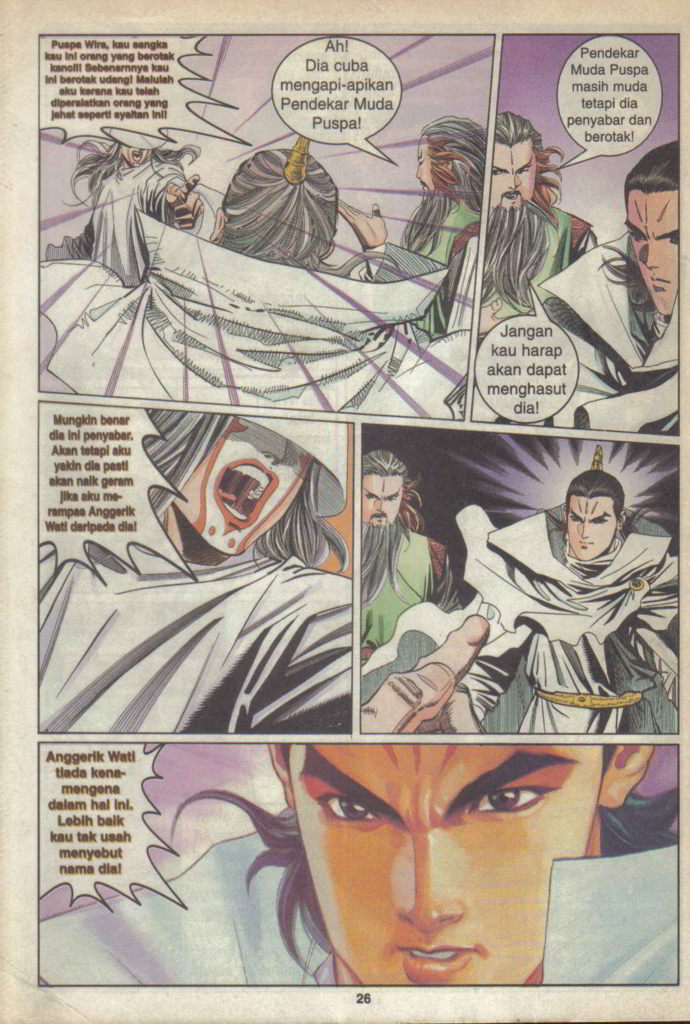 Puspa Wira, kau sangka
kau ini orang yang berotak
kancil! Sebenarnya kau
ini berotak udang! Malulah
aku kerana kau telah
diperalatkan orang yang
jahat seperti syaitan ini!
Ah!
Dia cuba
mengapi-apikan
Pendekar Muda
Puspa!
Pendekar
Muda Puspa
masih muda
tetapi dia
penyabar dan
berotak!
Jangan
kau harap
akan dapat
menghasut
dia!
Mungkin benar
dia ini penyabar.
Akan tetapi aku
yakin dia pasti
akan naik geram
jika aku me-
rampas Anggerik
Wati daripada dia!
Anggerik Wati
tiada kena-
mengena
dalam hal ini.
Lebih baik
kau tak usah
menyebut
nama dia!
26